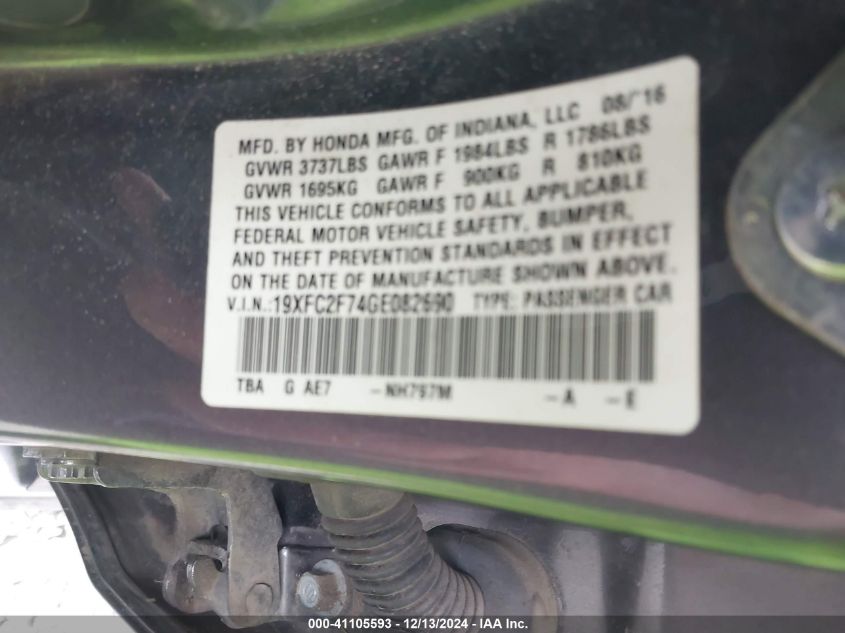 MFD. BY HONDA MFG. OF INDIANA, LLC 08/'16
GVWR 3737LBS GAWR F 1984LBS R 1786LBS
GVWR 1695KG GAWR F 900KG R 810KG
THIS VEHICLE CONFORMS TO ALL APPLICABLE
FEDERAL MOTOR VEHICLE SAFETY, BUMPER,
AND THEFT PREVENTION STANDARDS IN EFFECT
ON THE DATE OF MANUFACTURE SHOWN ABOVE.
V.I.N.:19XFC2F74GE082690 TYPE: PASSENGER CAR
TBA G AE7 -NH797M -A -E
000-41105593 - 12/13/2024 - IAA Inc.